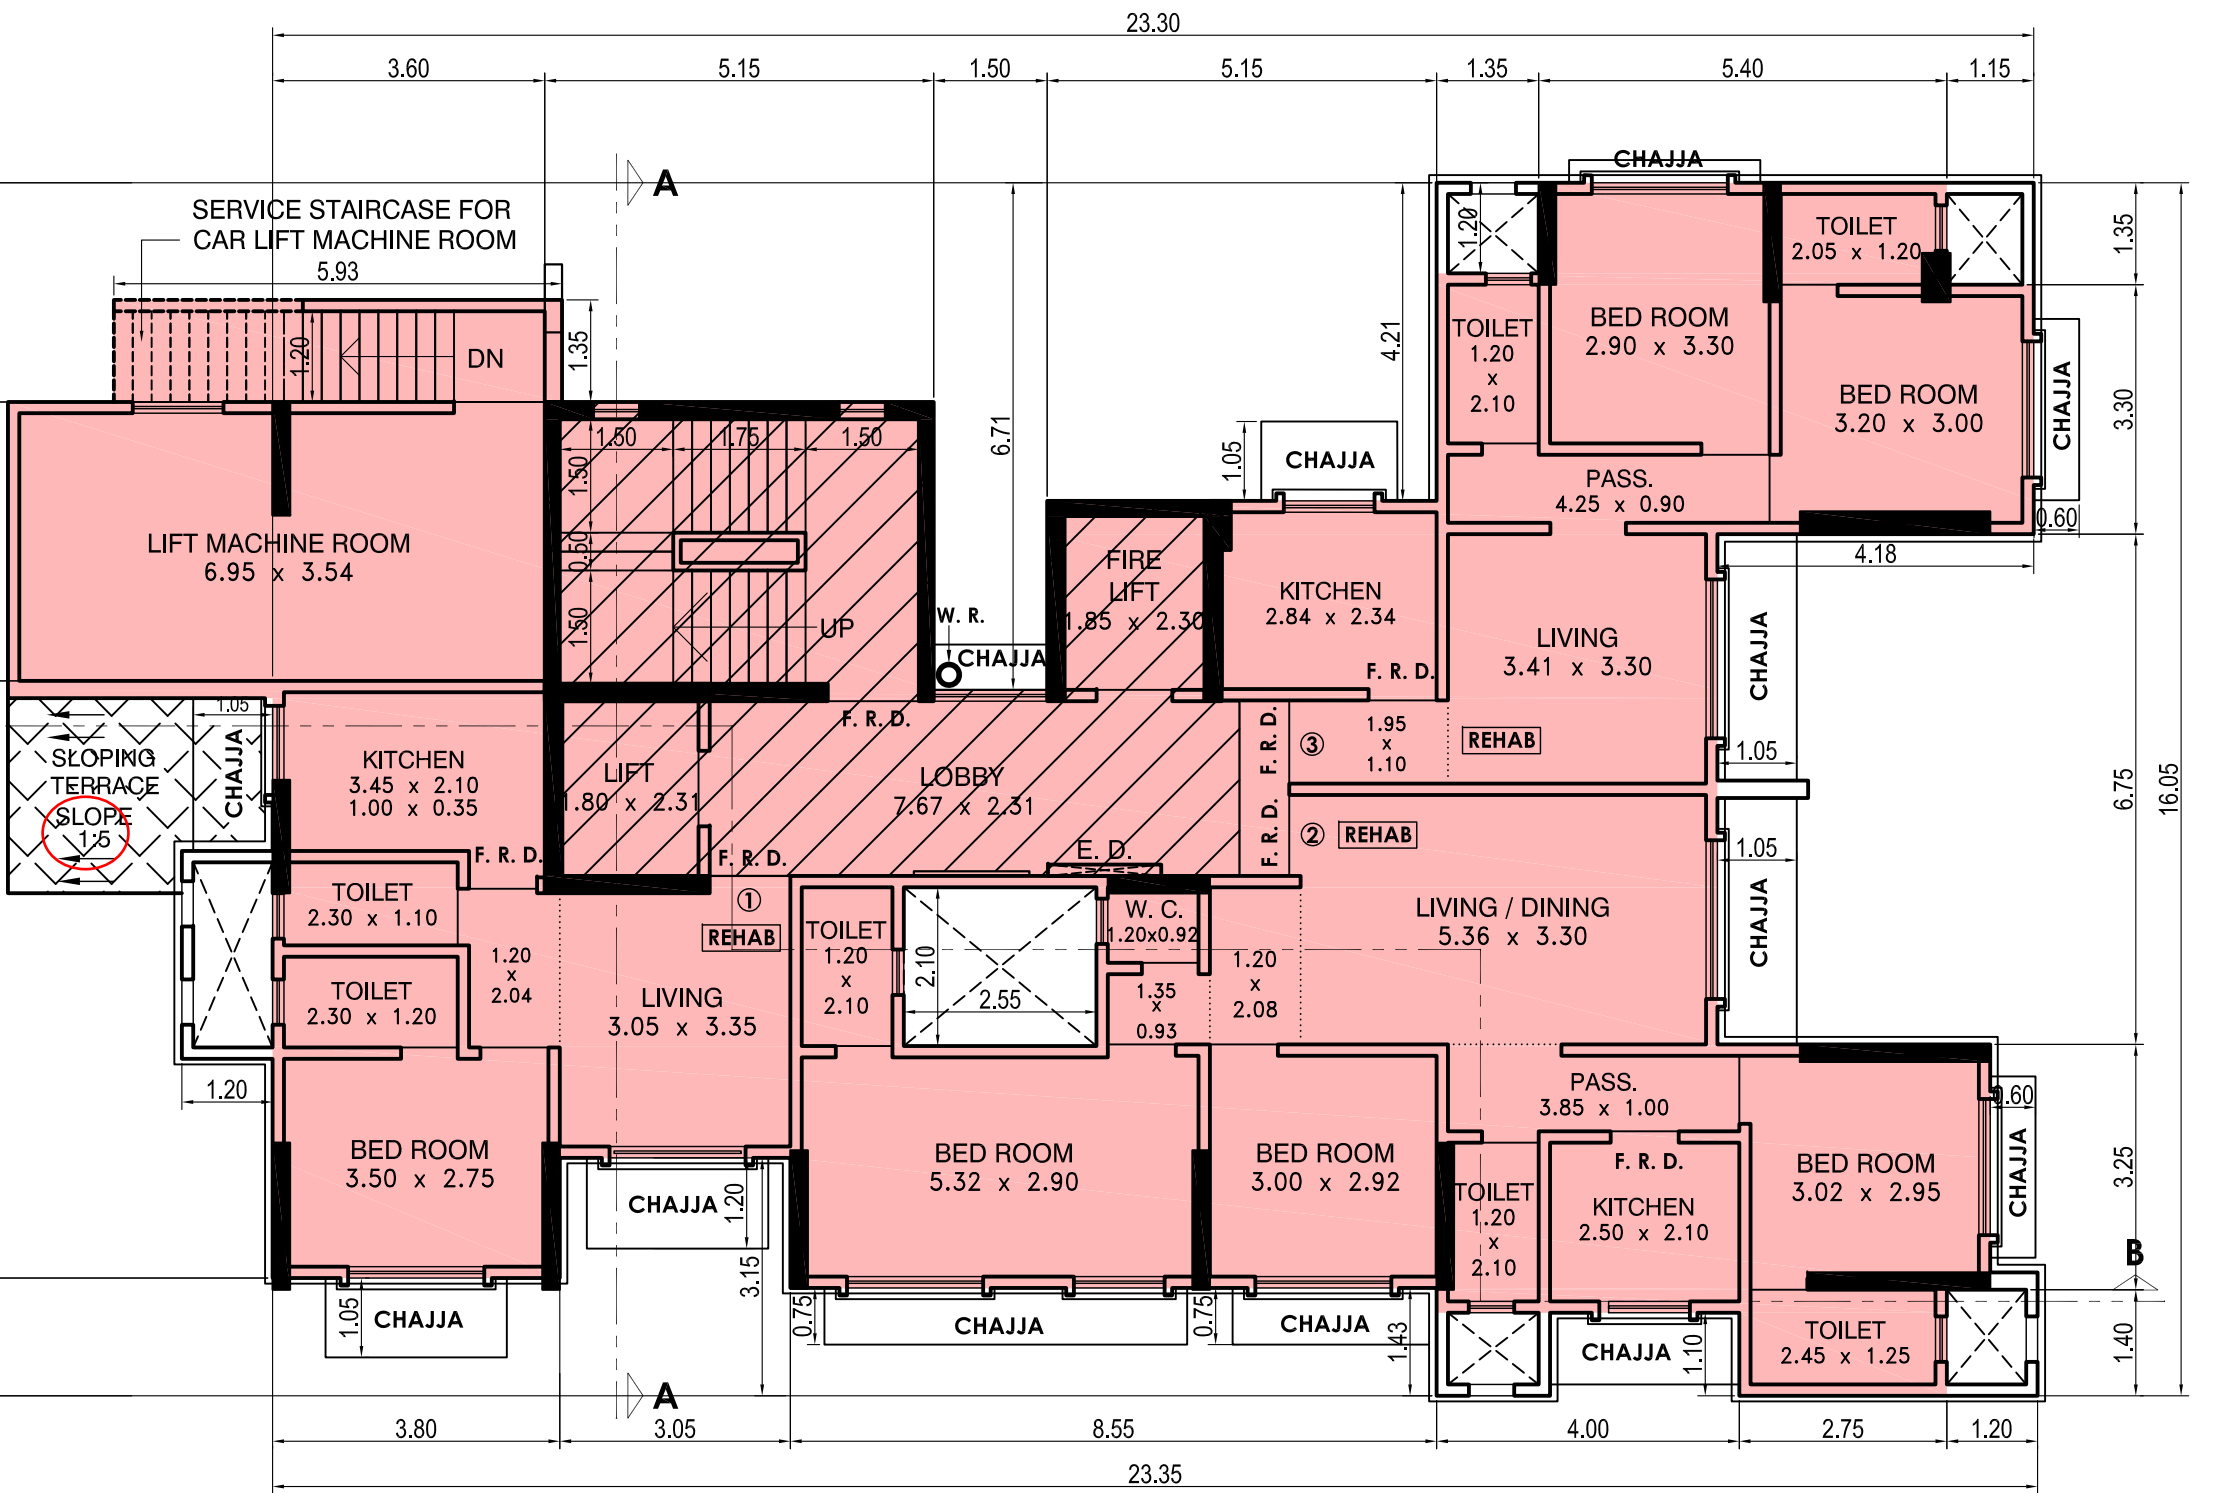 23.30
3.60
5.15
1.50
5.15
1.35
5.40
1.15
CHAJJA
A
SERVICE STAIRCASE FOR
CAR LIFT MACHINE ROOM
5.93
1.20
TOILET
2.05 x 1.20
1.35
1.20
DN
1.35
4.21
TOILET
1.20
x
2.10
BED ROOM
2.90 x 3.30
BED ROOM
3.20 x 3.00
CHAJJA
3.30
6.71
1.50
1.75
1.50
1.50
1.05
CHAJJA
PASS.
4.25 x 0.90
0.60
4.18
LIFT MACHINE ROOM
6.95 x 3.54
0.50
FIRE
LIFT
1.85 x 2.30
KITCHEN
2.84 x 2.34
1.50
UP
W. R.
CHAJJA
LIVING
3.41 x 3.30
F. R. D.
CHAJJA
1.05
SLOPING
TERRACE
SLOPE
1:5
CHAJJA
KITCHEN
3.45 x 2.10
1.00 x 0.35
F. R. D.
LIFT
1.80 x 2.31
LOBBY
7.67 x 2.31
F. R. D.
3
1.95
x
1.10
REHAB
1.05
6.75
16.05
F. R. D.
F. R. D.
E. D.
F. R. D.
2
REHAB
1.05
TOILET
2.30 x 1.10
1
REHAB
TOILET
1.20
x
2.10
2.10
2.55
W. C.
1.20x0.92
LIVING / DINING
5.36 x 3.30
CHAJJA
1.20
x
2.04
1.35
x
0.93
1.20
x
2.08
TOILET
2.30 x 1.20
LIVING
3.05 x 3.35
1.20
PASS.
3.85 x 1.00
0.60
BED ROOM
3.50 x 2.75
BED ROOM
5.32 x 2.90
BED ROOM
3.00 x 2.92
F. R. D.
BED ROOM
3.02 x 2.95
CHAJJA
3.25
CHAJJA
1.20
TOILET
1.20
x
2.10
KITCHEN
2.50 x 2.10
B
3.15
1.05
CHAJJA
0.75
CHAJJA
0.75
CHAJJA
1.43
CHAJJA
1.10
TOILET
2.45 x 1.25
1.40
A
3.80
3.05
8.55
4.00
2.75
1.20
23.35